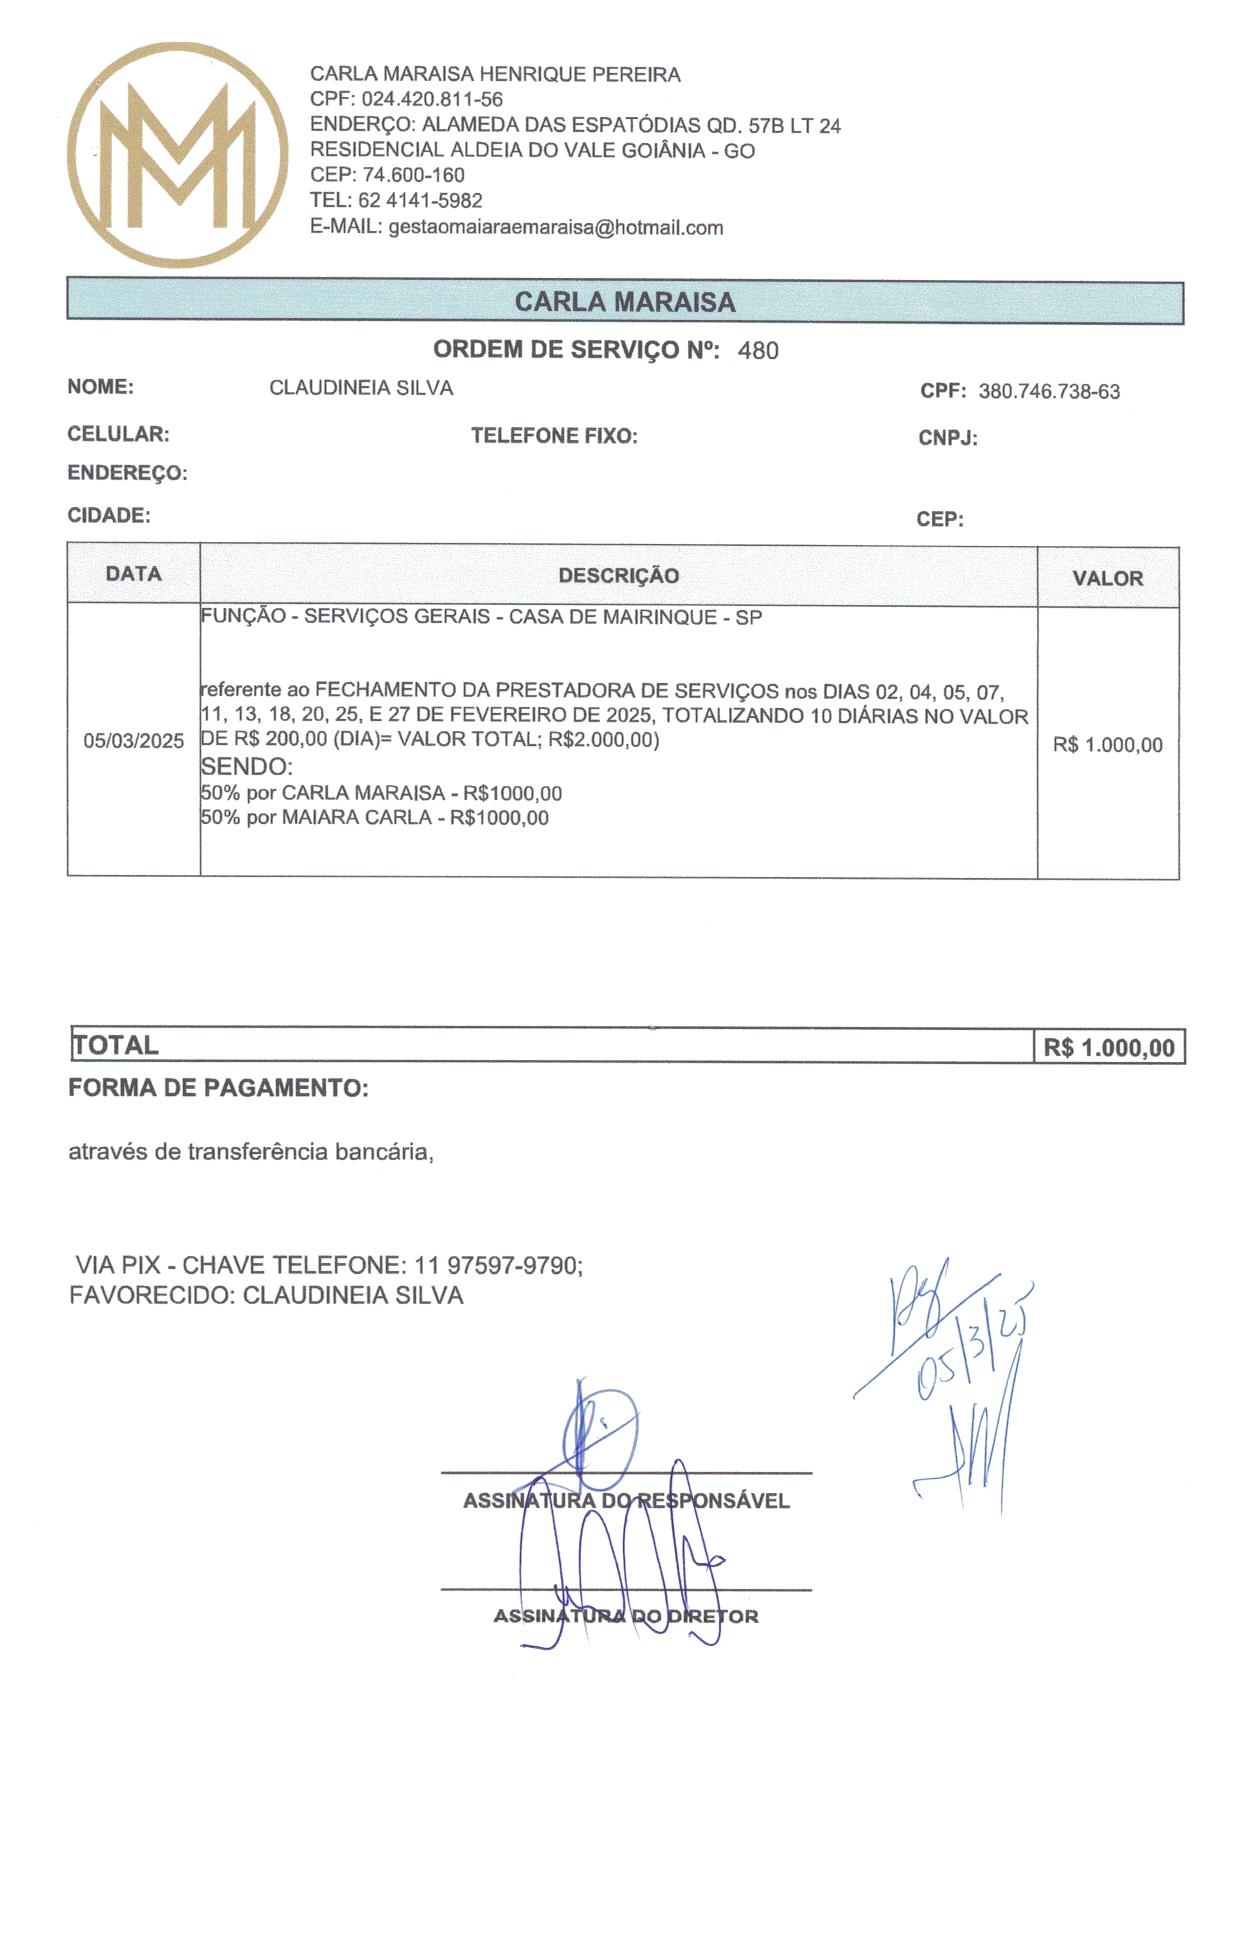 CARLA MARAISA HENRIQUE PEREIRA
CPF: 024.420.811-56
ENDERÇO: ALAMEDA DAS ESPATÓDIAS QD. 57B LT 24
RESIDENCIAL ALDEIA DO VALE GOIÂNIA - GO
CEP: 74.600-160
TEL: 62 4141-5982
E-MAIL: gestaomaiaraemaraisa@hotmail.com
CARLA MARAISA
ORDEM DE SERVIÇO Nº: 480
NOME: CLAUDINEIA SILVA CPF: 380.746.738-63
CELULAR: TELEFONE FIXO: CNPJ:
ENDEREÇO:
CIDADE: CEP:
DATA DESCRIÇÃO VALOR
FUNÇÃO - SERVIÇOS GERAIS - CASA DE MAIRINQUE - SP
referente ao FECHAMENTO DA PRESTADORA DE SERVIÇOS nos DIAS 02, 04, 05, 07,
11, 13, 18, 20, 25, E 27 DE FEVEREIRO DE 2025, TOTALIZANDO 10 DIÁRIAS NO VALOR
05/03/2025 DE R$ 200,00 (DIA)= VALOR TOTAL; R$2.000,00) R$ 1.000,00
SENDO:
50% por CARLA MARAISA - R$1000,00
50% por MAIARA CARLA - R$1000,00
TOTAL R$ 1.000,00
FORMA DE PAGAMENTO:
através de transferência bancária,
VIA PIX - CHAVE TELEFONE: 11 97597-9790;
FAVORECIDO: CLAUDINEIA SILVA
05/3/25
ASSINATURA DO RESPONSÁVEL
ASSINATURA DO DIRETOR